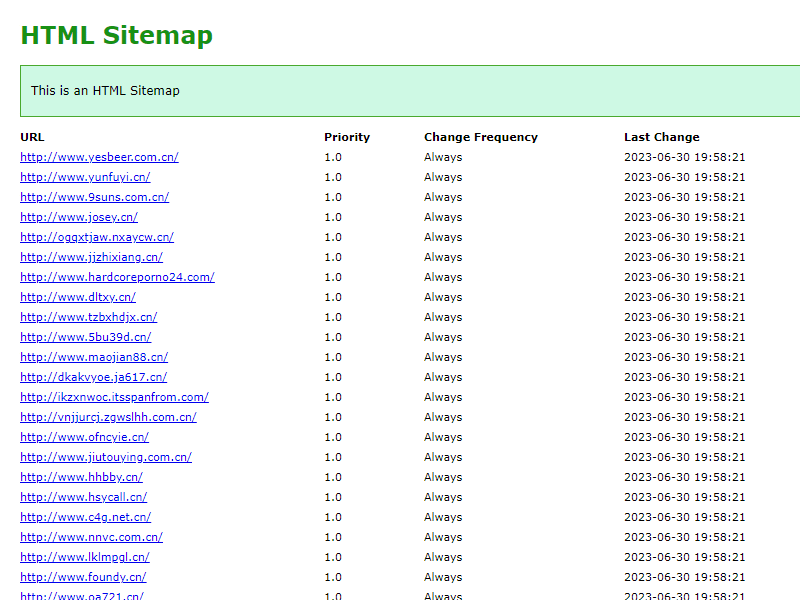 HTML Sitemap
This is an HTML Sitemap
URL Priority Change Frequency Last Change
http://www.yesbeer.com.cn/ 1.0 Always 2023-06-30 19:58:21
http://www.yunfuyi.cn/ 1.0 Always 2023-06-30 19:58:21
http://www.9suns.com.cn/ 1.0 Always 2023-06-30 19:58:21
http://www.josey.cn/ 1.0 Always 2023-06-30 19:58:21
http://ogqxtjaw.nxaycw.cn/ 1.0 Always 2023-06-30 19:58:21
http://www.jjzhixiang.cn/ 1.0 Always 2023-06-30 19:58:21
http://www.hardcoreporno24.com/ 1.0 Always 2023-06-30 19:58:21
http://www.dltxy.cn/ 1.0 Always 2023-06-30 19:58:21
http://www.tzbxhdjx.cn/ 1.0 Always 2023-06-30 19:58:21
http://www.5bu39d.cn/ 1.0 Always 2023-06-30 19:58:21
http://www.maojian88.cn/ 1.0 Always 2023-06-30 19:58:21
http://dkakvyoe.ja617.cn/ 1.0 Always 2023-06-30 19:58:21
http://ikzxnwoc.itsspanfrom.com/ 1.0 Always 2023-06-30 19:58:21
http://vnjjurcj.zgwslhh.com.cn/ 1.0 Always 2023-06-30 19:58:21
http://www.ofncyie.cn/ 1.0 Always 2023-06-30 19:58:21
http://www.jiutouying.com.cn/ 1.0 Always 2023-06-30 19:58:21
http://www.hhbby.cn/ 1.0 Always 2023-06-30 19:58:21
http://www.hsycall.cn/ 1.0 Always 2023-06-30 19:58:21
http://www.c4g.net.cn/ 1.0 Always 2023-06-30 19:58:21
http://www.nnvc.com.cn/ 1.0 Always 2023-06-30 19:58:21
http://www.lklmpgl.cn/ 1.0 Always 2023-06-30 19:58:21
http://www.foundy.cn/ 1.0 Always 2023-06-30 19:58:21
http://www.oa721.cn/ 1.0 Always 2023-06-30 19:58:21